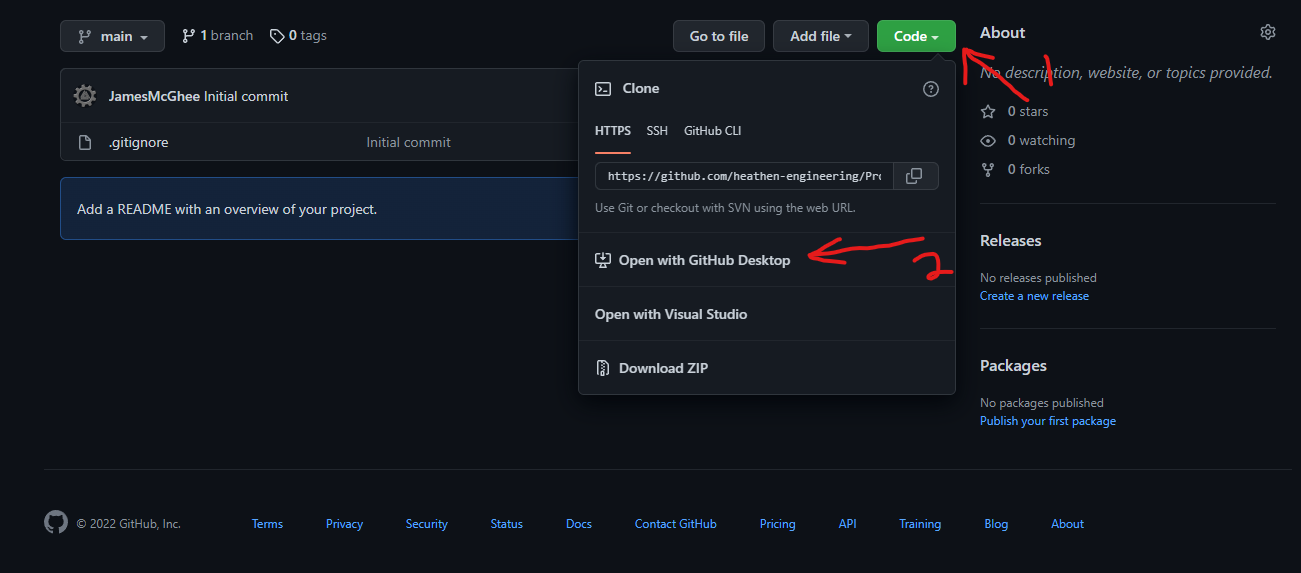 main
1 branch
0 tags
Go to file
Add file
Code
JamesMcGhee Initial commit
.gitignore
Initial commit
Add a README with an overview of your project.
Clone
HTTPS
SSH
GitHub CLI
https://github.com/heathen-engineering/Pro
Use Git or checkout with SVN using the web URL.
Open with GitHub Desktop
2
Open with Visual Studio
Download ZIP
About
1
No description, website, or topics provided.
0 stars
0 watching
0 forks
Releases
No releases published
Create a new release
Packages
No packages published
Publish your first package
© 2022 GitHub, Inc.
Terms
Privacy
Security
Status
Docs
Contact GitHub
Pricing
API
Training
Blog
About